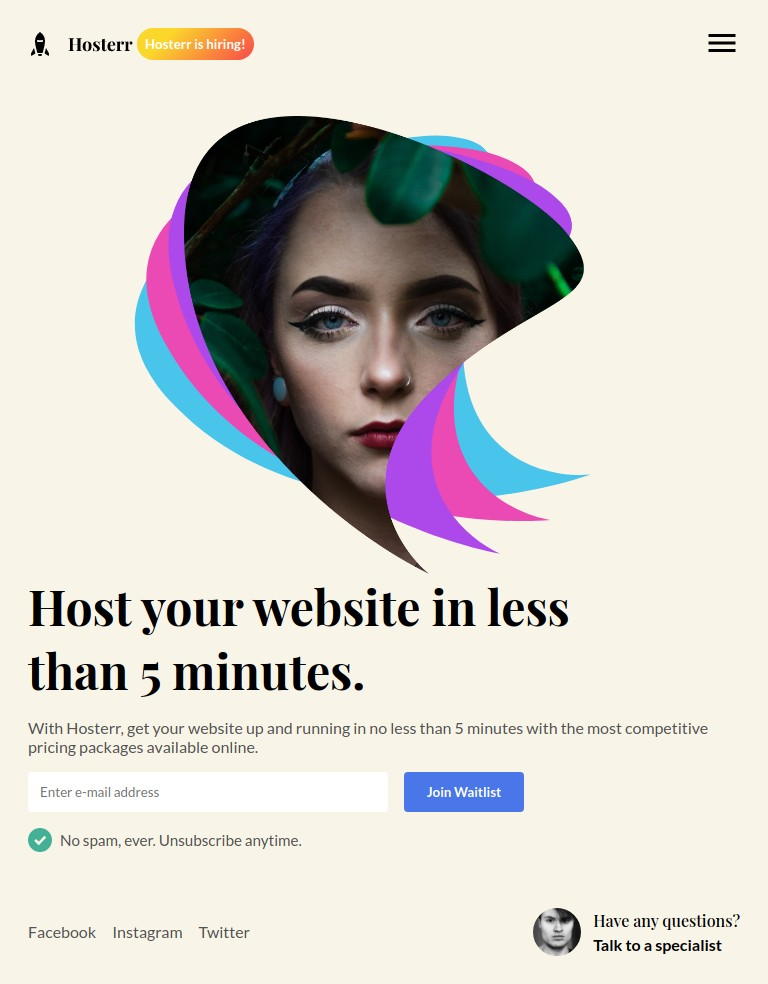 Hosterr Hosterr is hiring!
Host your website in less
than 5 minutes.
With Hosterr, get your website up and running in no less than 5 minutes with the most competitive
pricing packages available online.
Enter e-mail address Join Waitlist
No spam, ever. Unsubscribe anytime.
Facebook Instagram Twitter
Have any questions?
Talk to a specialist